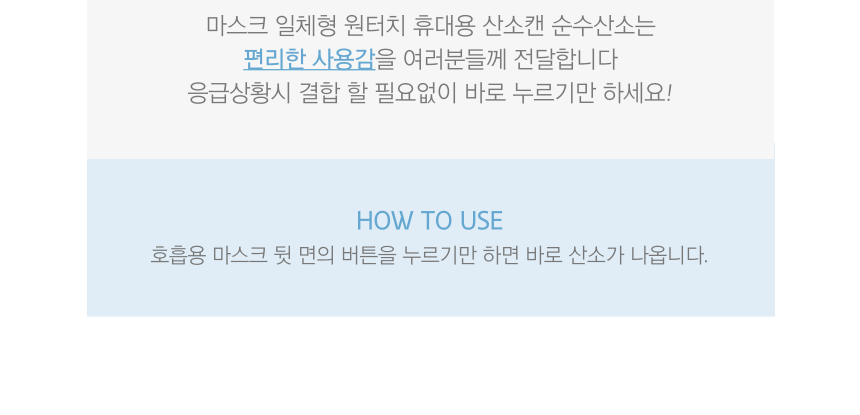 마스크 일체형 원터치 휴대용 산소캔 순수산소는
편리한 사용감을 여러분들께 전달합니다
응급상황시 결합 할 필요없이 바로 누르기만 하세요!
HOW TO USE
호흡용 마스크 뒷 면의 버튼을 누르기만 하면 바로 산소가 나옵니다.